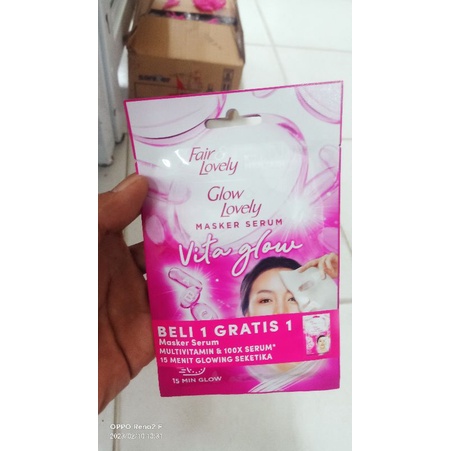 Fair
Lovely
Glow
Lovely
MASKER SERUM
Vita glow
BELI 1 GRATIS 1
Masker Serum
MULTIVITAMIN & 100X SERUM*
15 MENIT GLOWING SEKETIKA
15 MIN GLOW
OPPO Reno2 F